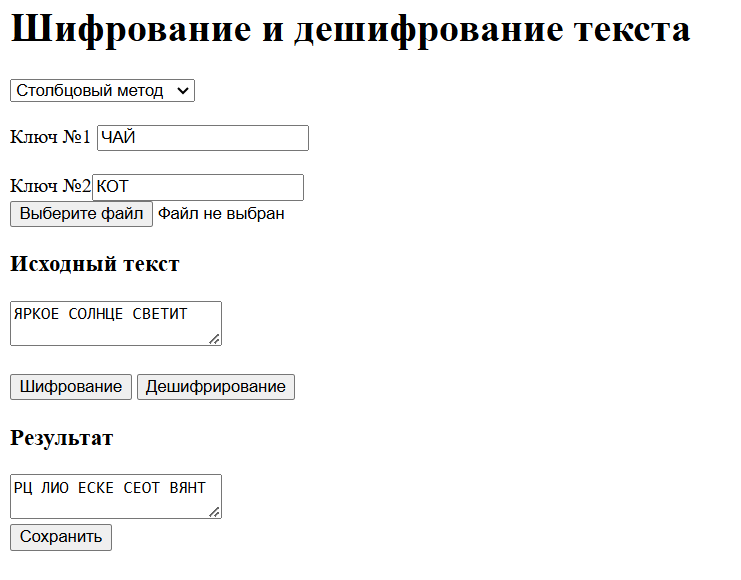 Шифрование и дешифрование текста
Столбцовый метод
Ключ №1 ЧАЙ
Ключ №2 КОТ
Выберите файл Файл не выбран
Исходный текст
ЯРКОЕ СОЛНЦЕ СВЕТИТ
Шифрование Дешифрирование
Результат
РЦ ЛИО ЕСКЕ СЕОТ ВЯНТ
Сохранить